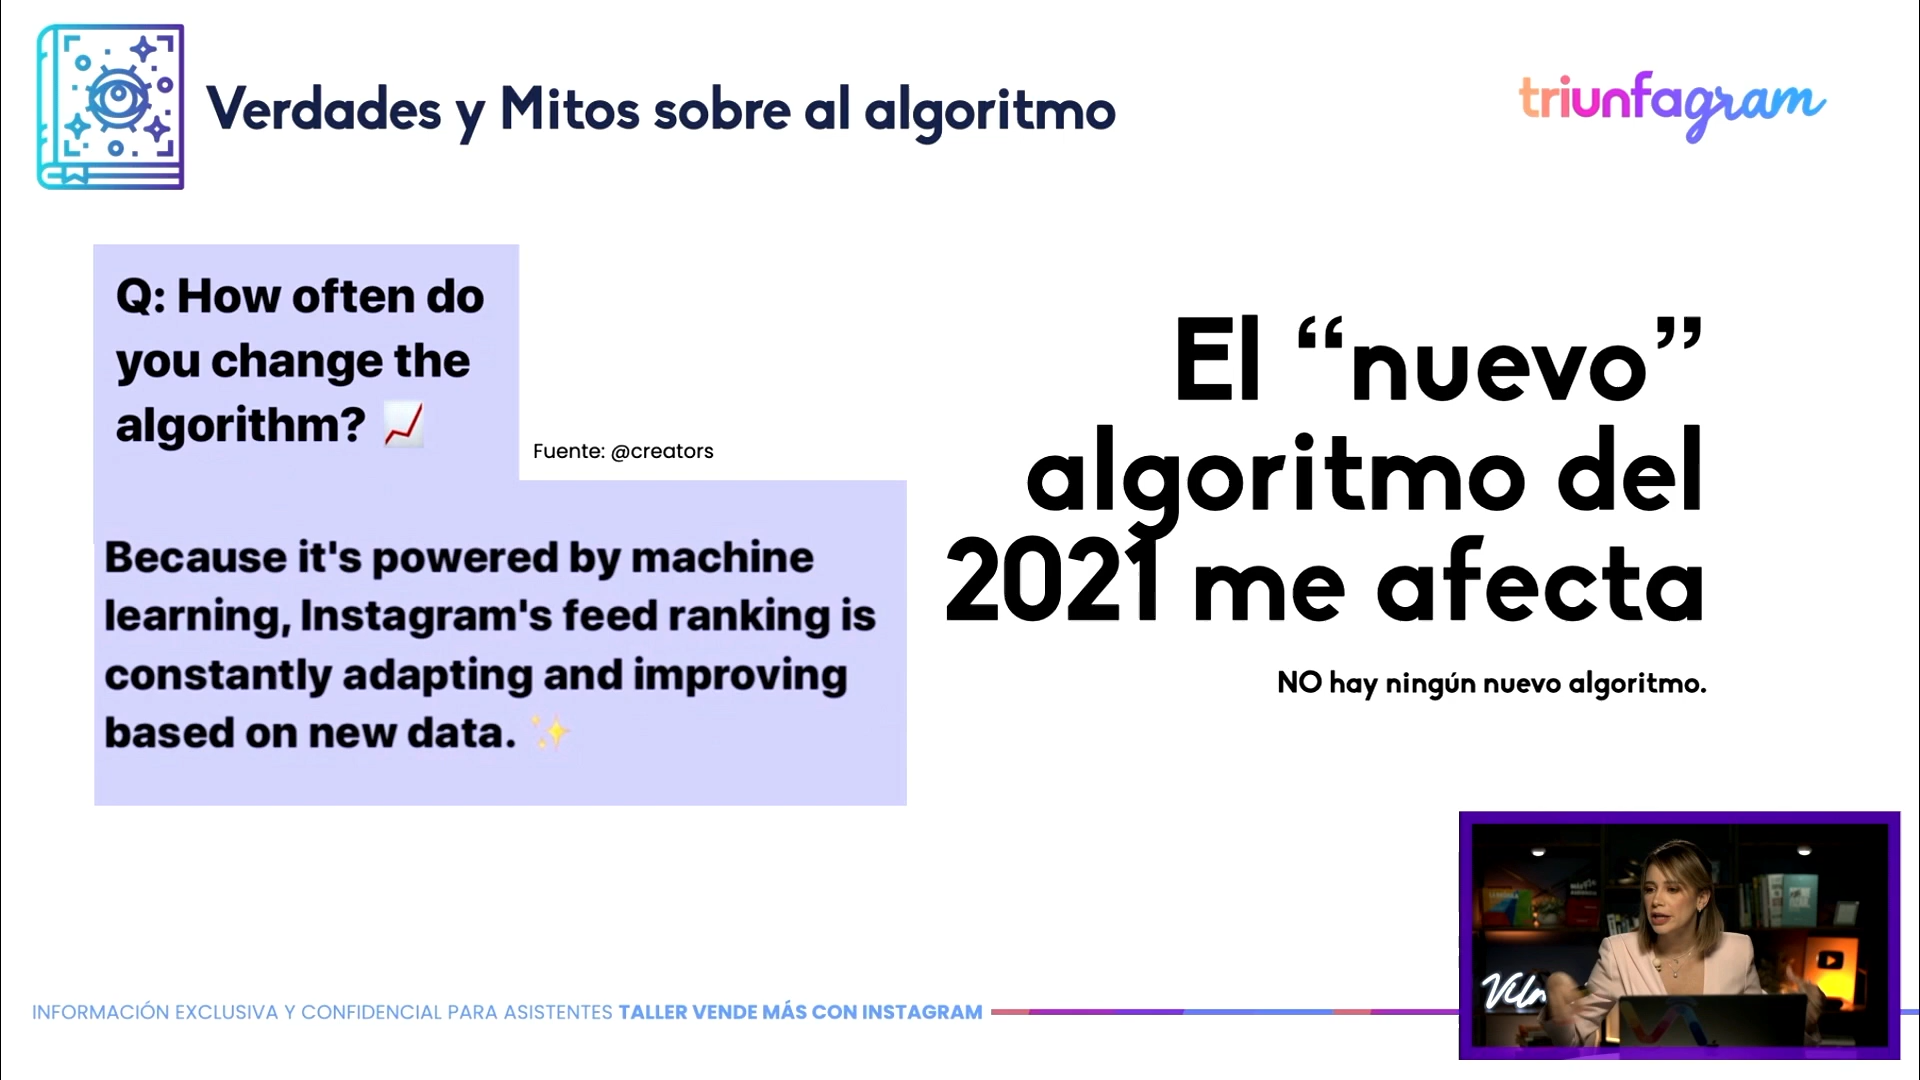 Verdades y Mitos sobre al algoritmo
triunfagram
Q: How often do
you change the
algorithm? 📈
Fuente: @creators
Because it's powered by machine
learning, Instagram's feed ranking is
constantly adapting and improving
based on new data. ✨
El “nuevo”
algoritmo del
2021 me afecta
NO hay ningún nuevo algoritmo.
INFORMACIÓN EXCLUSIVA Y CONFIDENCIAL PARA ASISTENTES TALLER VENDE MÁS CON INSTAGRAM